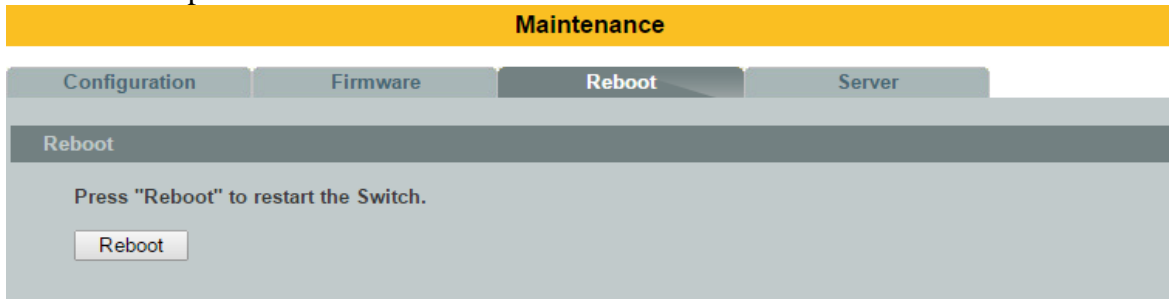 Maintenance
Configuration Firmware Reboot Server
Reboot
Press "Reboot" to restart the Switch.
Reboot